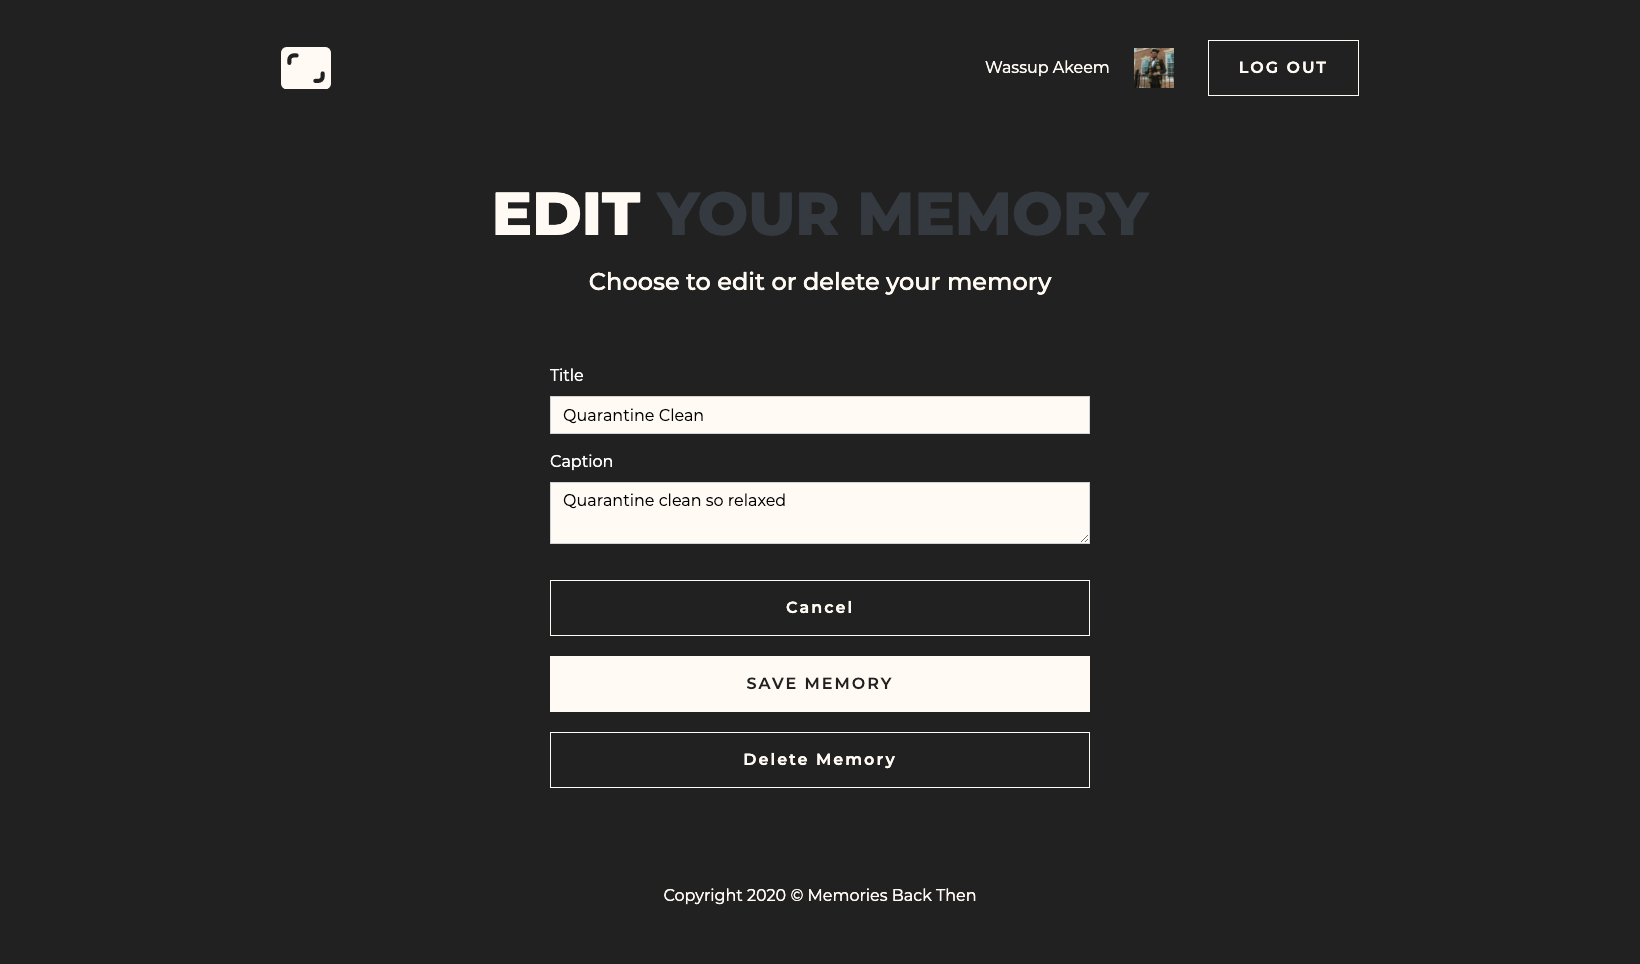 Wassup Akeem
LOG OUT
EDIT YOUR MEMORY
Choose to edit or delete your memory
Title
Quarantine Clean
Caption
Quarantine clean so relaxed
Cancel
SAVE MEMORY
Delete Memory
Copyright 2020 © Memories Back Then